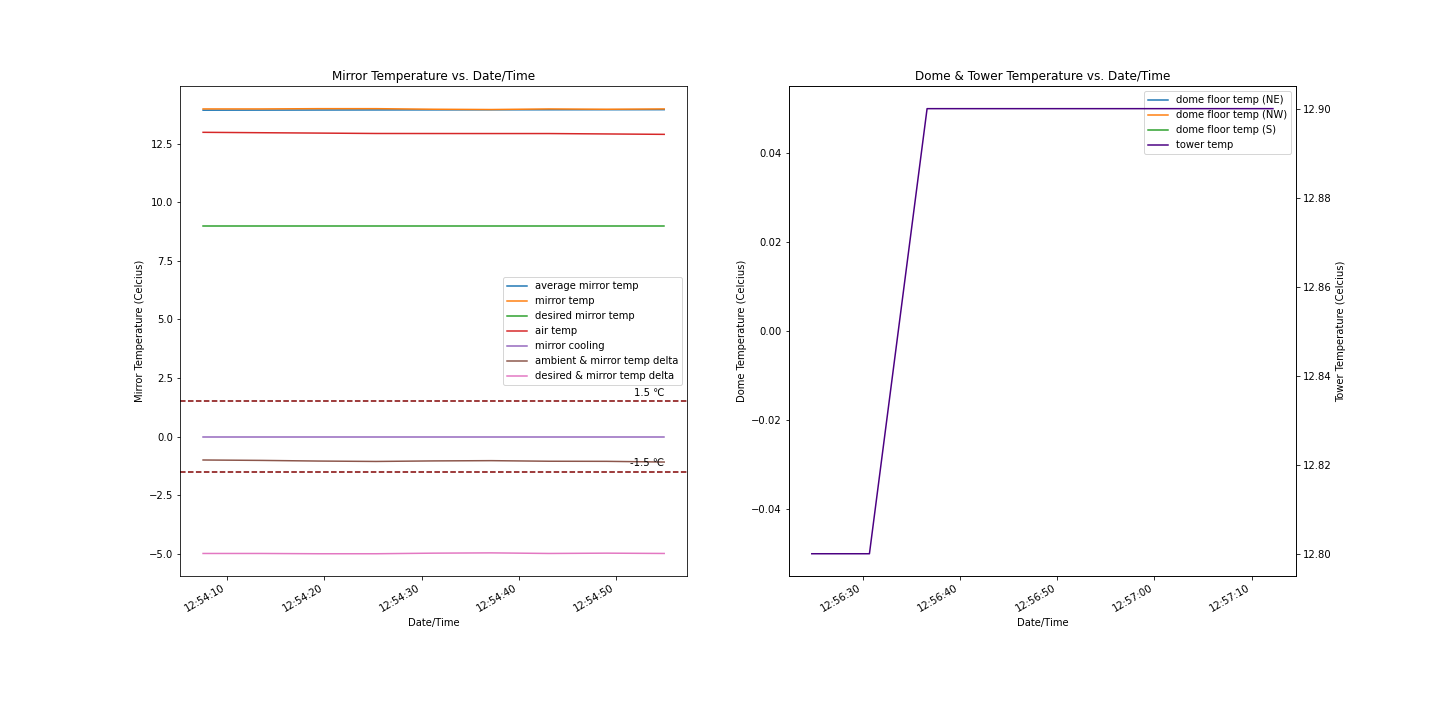 Mirror Temperature vs. Date/Time
Mirror Temperature (Celcius)
12.5
10.0
7.5
5.0
2.5
0.0
−2.5
−5.0
average mirror temp
mirror temp
desired mirror temp
air temp
mirror cooling
ambient & mirror temp delta
desired & mirror temp delta
1.5 °C
-1.5 °C
12:54:10
12:54:20
12:54:30
12:54:40
12:54:50
Date/Time
Dome & Tower Temperature vs. Date/Time
Dome Temperature (Celcius)
0.04
0.02
0.00
−0.02
−0.04
dome floor temp (NE)
dome floor temp (NW)
dome floor temp (S)
tower temp
12.90
12.88
12.86
12.84
12.82
12.80
Tower Temperature (Celcius)
12:56:30
12:56:40
12:56:50
12:57:00
12:57:10
Date/Time